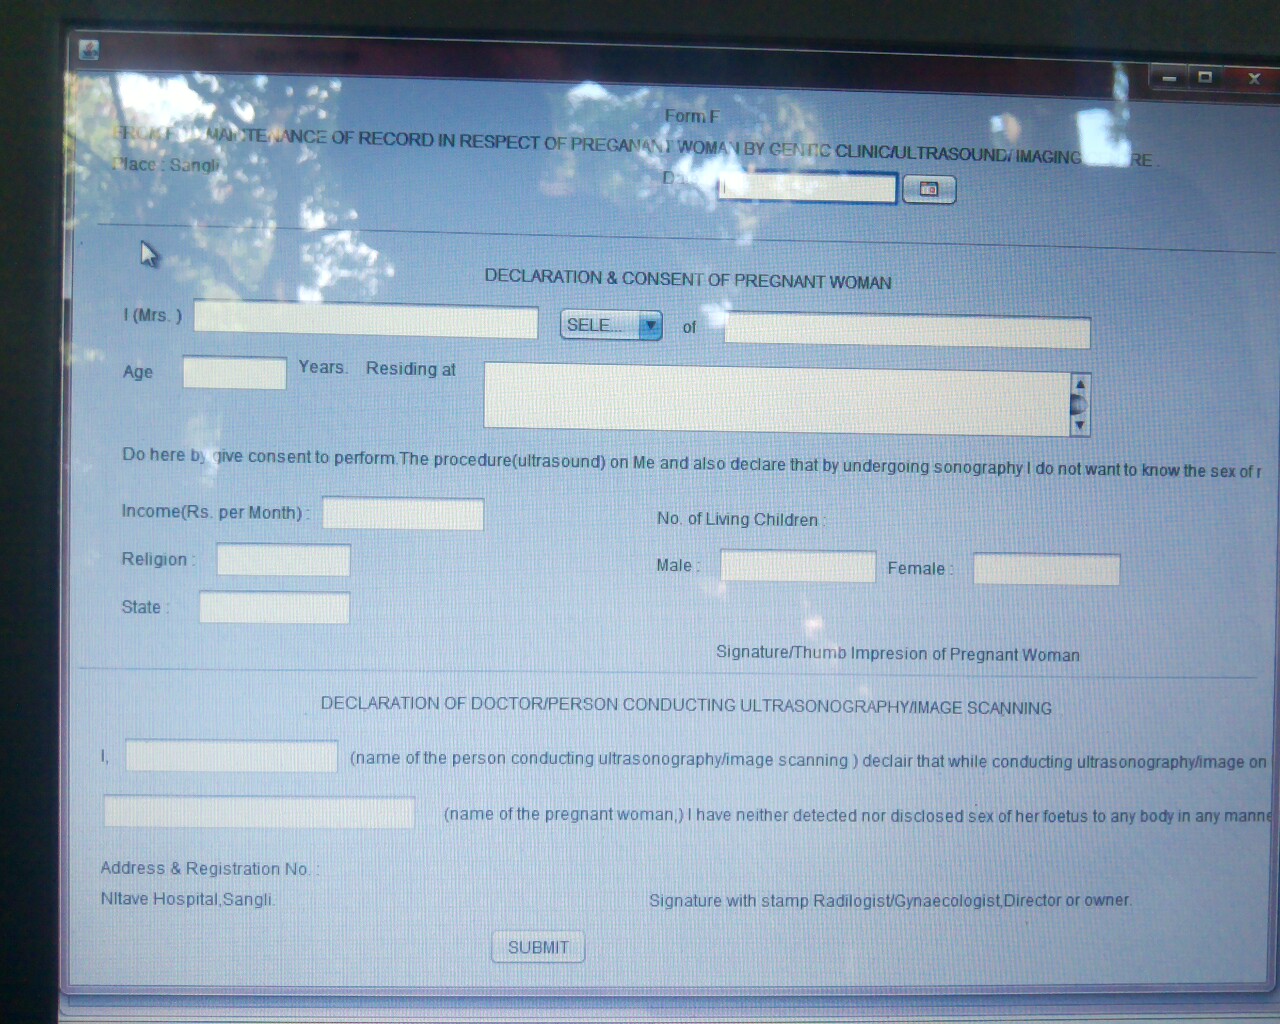 Form F
MAINTENANCE OF RECORD IN RESPECT OF PREGANANT WOMAN BY GENTIC CLINIC/ULTRASOUND/ IMAGING
Place : Sangli
Date
DECLARATION & CONSENT OF PREGNANT WOMAN
I (Mrs. ) SELE... of
Age Years. Residing at
Do here by give consent to perform.The procedure(ultrasound) on Me and also declare that by undergoing sonography I do not want to know the sex of
Income(Rs. per Month) : No. of Living Children :
Religion : Male : Female :
State :
Signature/Thumb Impresion of Pregnant Woman
DECLARATION OF DOCTOR/PERSON CONDUCTING ULTRASONOGRAPHY/IMAGE SCANNING
I, (name of the person conducting ultrasonography/image scanning ) declair that while conducting ultrasonography/image on
(name of the pregnant woman,) I have neither detected nor disclosed sex of her foetus to any body in any manne
Address & Registration No. :
NItave Hospital,Sangli. Signature with stamp Radilogist/Gynaecologist,Director or owner.
SUBMIT